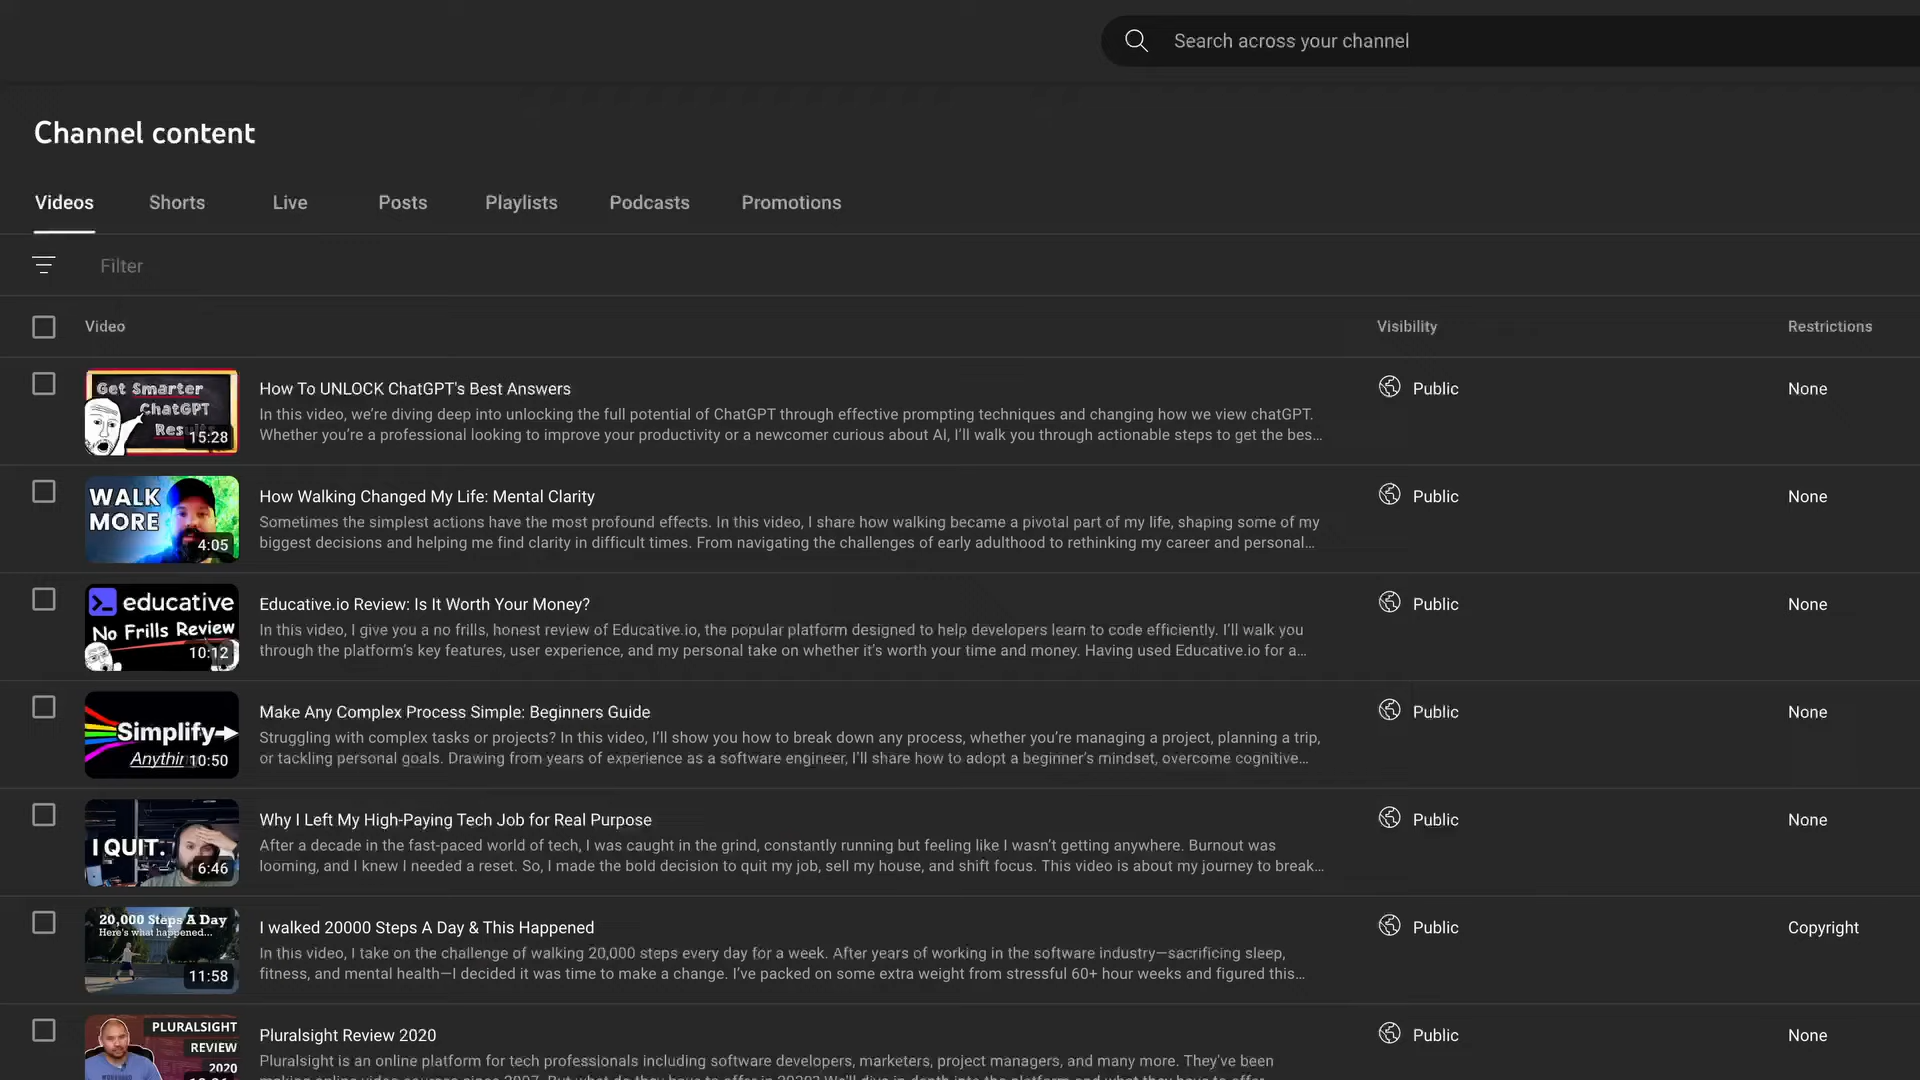 Search across your channel
Channel content
Videos Shorts Live Posts Playlists Podcasts Promotions
Filter
Video Visibility Restrictions
Get Smarter
ChatGPT
Res
15:28
How To UNLOCK ChatGPT's Best Answers
In this video, we're diving deep into unlocking the full potential of ChatGPT through effective prompting techniques and changing how we view chatGPT.
Whether you're a professional looking to improve your productivity or a newcomer curious about AI, I'll walk you through actionable steps to get the bes...
Public
None
WALK
MORE
4:05
How Walking Changed My Life: Mental Clarity
Sometimes the simplest actions have the most profound effects. In this video, I share how walking became a pivotal part of my life, shaping some of my
biggest decisions and helping me find clarity in difficult times. From navigating the challenges of early adulthood to rethinking my career and personal...
Public
None
educative
No Frills Review
10:12
Educative.io Review: Is It Worth Your Money?
In this video, I give you a no frills, honest review of Educative.io, the popular platform designed to help developers learn to code efficiently. I'll walk you
through the platform's key features, user experience, and my personal take on whether it's worth your time and money. Having used Educative.io for a...
Public
None
Simplify
Anythin
10:50
Make Any Complex Process Simple: Beginners Guide
Struggling with complex tasks or projects? In this video, I'll show you how to break down any process, whether you're managing a project, planning a trip,
or tackling personal goals. Drawing from years of experience as a software engineer, I'll share how to adopt a beginner's mindset, overcome cognitive...
Public
None
I QUIT.
6:46
Why I Left My High-Paying Tech Job for Real Purpose
After a decade in the fast-paced world of tech, I was caught in the grind, constantly running but feeling like I wasn't getting anywhere. Burnout was
looming, and I knew I needed a reset. So, I made the bold decision to quit my job, sell my house, and shift focus. This video is about my journey to break...
Public
None
20,000 Steps A Day
Here's what happened...
11:58
I walked 20000 Steps A Day & This Happened
In this video, I take on the challenge of walking 20,000 steps every day for a week. After years of working in the software industry—sacrificing sleep,
fitness, and mental health—I decided it was time to make a change. I've packed on some extra weight from stressful 60+ hour weeks and figured this...
Public
Copyright
PLURALSIGHT
REVIEW
2020
Pluralsight Review 2020
Pluralsight is an online platform for tech professionals including software developers, marketers, project managers, and many more. They've been
Public
None